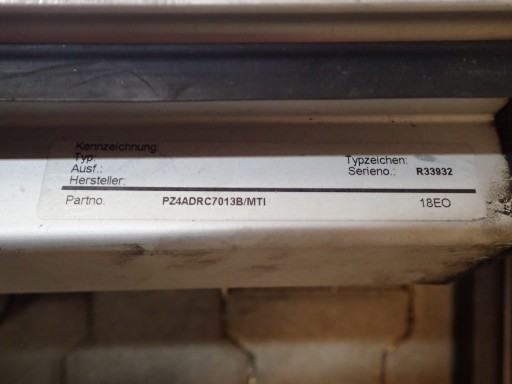 Kennzeichnung:
Typ: Typzeichen:
Ausf.: Serieno.: R33932
Hersteller:
Partno. PZ4ADRC7013B/MTI 18EO